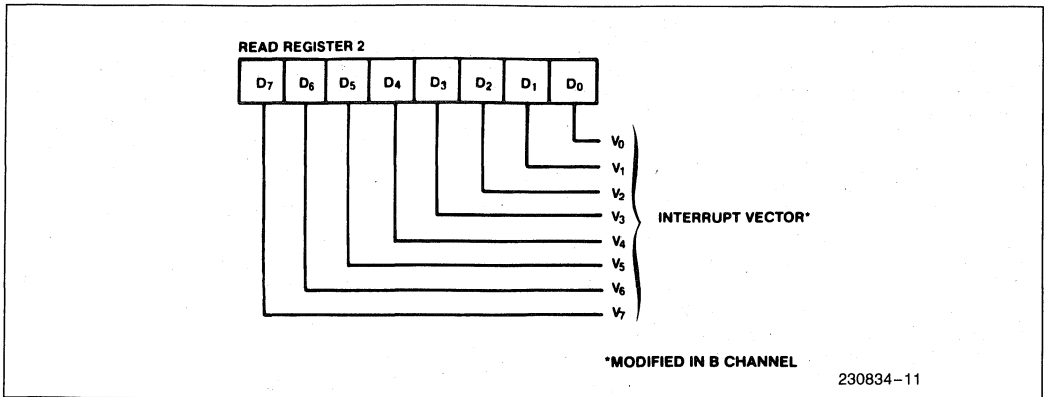 READ REGISTER 2
D₇ D₆ D₅ D₄ D₃ D₂ D₁ D₀
V₀
V₁
V₂
V₃
INTERRUPT VECTOR*
V₄
V₅
V₆
V₇
*MODIFIED IN B CHANNEL
230834–11